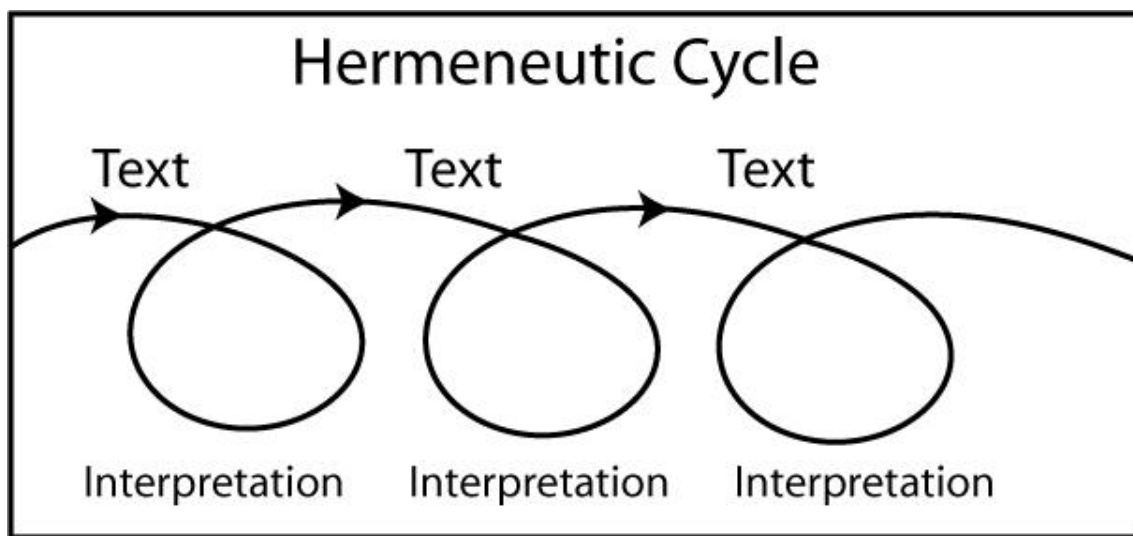 Hermeneutic Cycle
Text Text Text
Interpretation Interpretation Interpretation